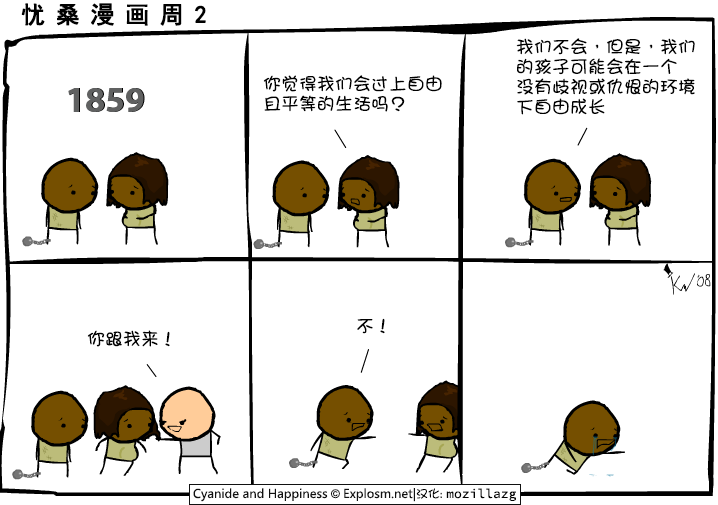 忧桑漫画周2
1859
你觉得我们会过上自由
且平等的生活吗？
我们不会，但是，我们
的孩子可能会在一个
没有歧视或仇恨的环境
下自由成长
你跟我来！
不！
KW '08
Cyanide and Happiness © Explosm.net|汉化: mozillazg